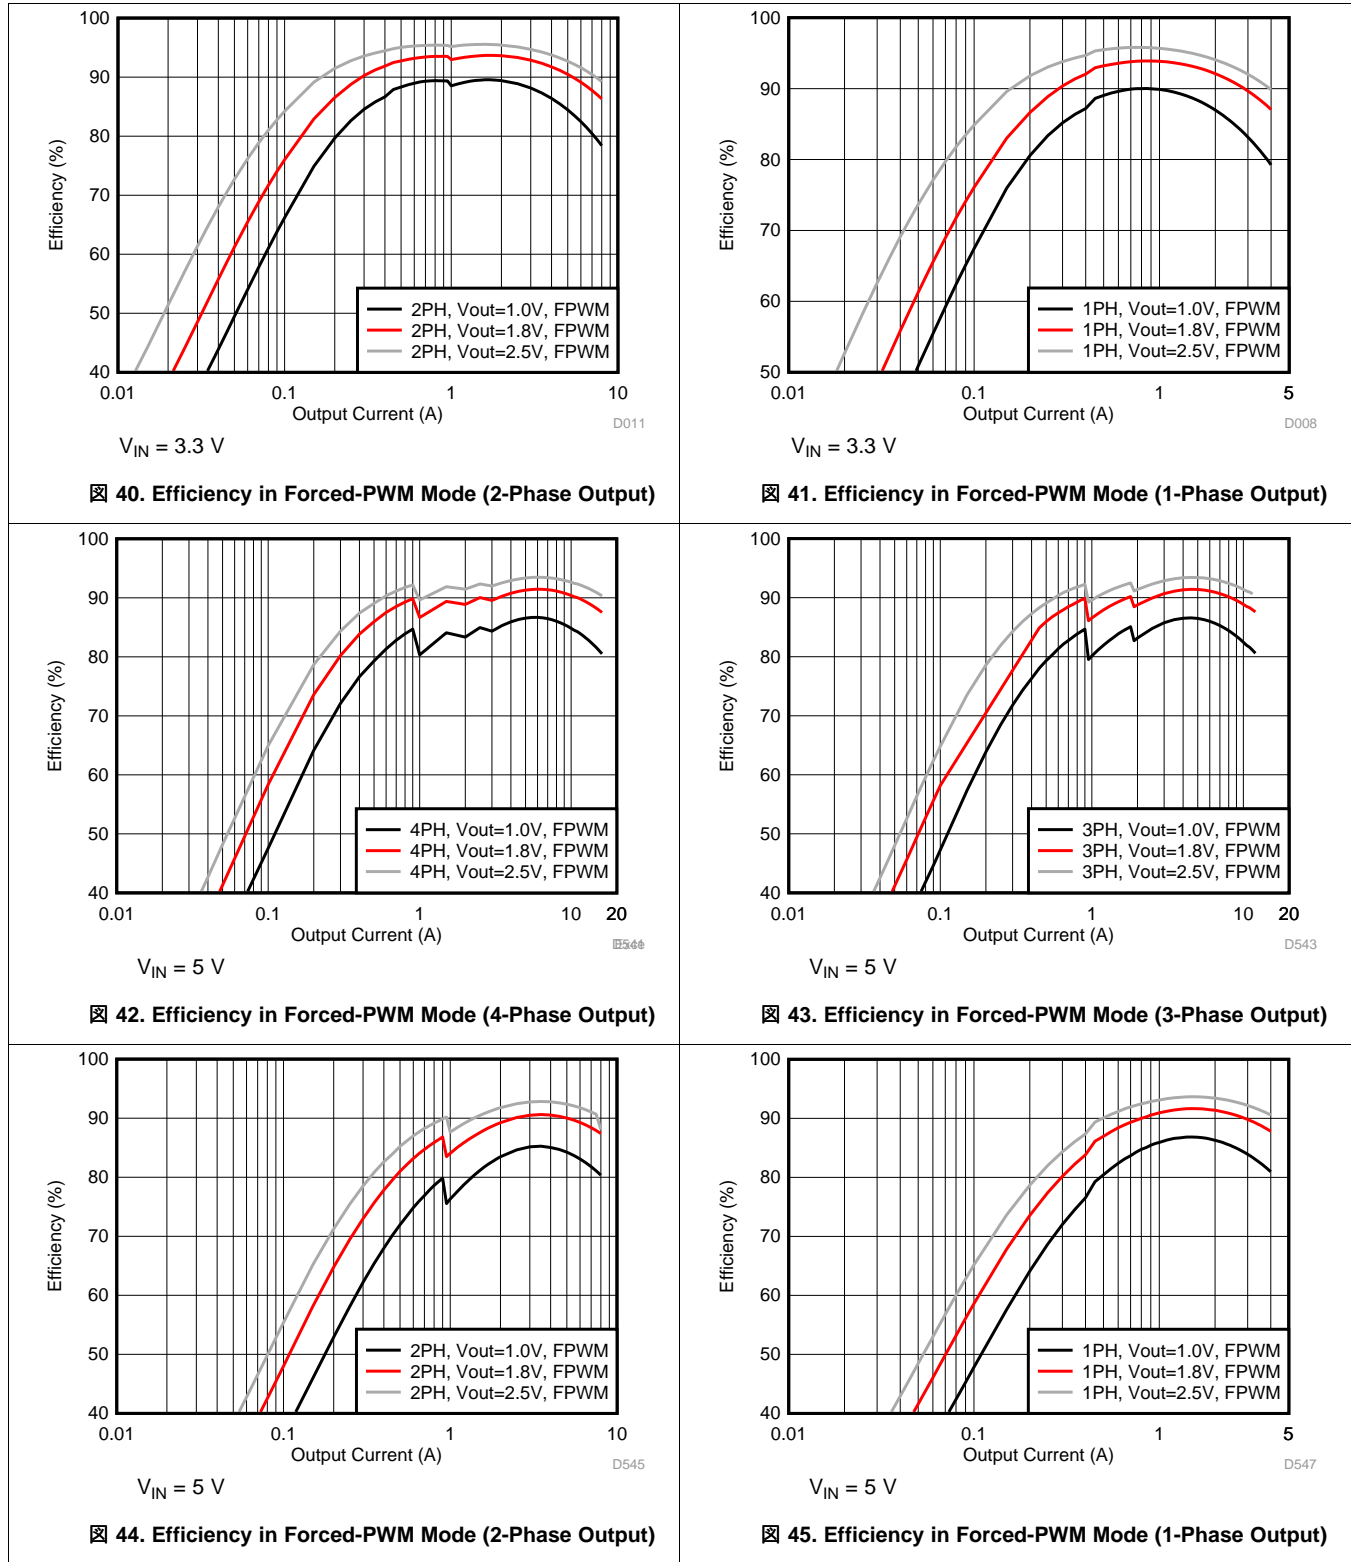 100
90
80
70
60
50
40
Efficiency (%)
2PH, Vout=1.0V, FPWM
2PH, Vout=1.8V, FPWM
2PH, Vout=2.5V, FPWM
0.01 0.1 1 10
Output Current (A)
D011
VIN = 3.3 V
図 40. Efficiency in Forced-PWM Mode (2-Phase Output)
100
90
80
70
60
50
Efficiency (%)
1PH, Vout=1.0V, FPWM
1PH, Vout=1.8V, FPWM
1PH, Vout=2.5V, FPWM
0.01 0.1 1 5
Output Current (A)
D008
VIN = 3.3 V
図 41. Efficiency in Forced-PWM Mode (1-Phase Output)
100
90
80
70
60
50
40
Efficiency (%)
4PH, Vout=1.0V, FPWM
4PH, Vout=1.8V, FPWM
4PH, Vout=2.5V, FPWM
0.01 0.1 1 10 20
Output Current (A)
VIN = 5 V
図 42. Efficiency in Forced-PWM Mode (4-Phase Output)
100
90
80
70
60
50
40
Efficiency (%)
3PH, Vout=1.0V, FPWM
3PH, Vout=1.8V, FPWM
3PH, Vout=2.5V, FPWM
0.01 0.1 1 10 20
Output Current (A)
D543
VIN = 5 V
図 43. Efficiency in Forced-PWM Mode (3-Phase Output)
100
90
80
70
60
50
40
Efficiency (%)
2PH, Vout=1.0V, FPWM
2PH, Vout=1.8V, FPWM
2PH, Vout=2.5V, FPWM
0.01 0.1 1 10
Output Current (A)
D545
VIN = 5 V
図 44. Efficiency in Forced-PWM Mode (2-Phase Output)
100
90
80
70
60
50
40
Efficiency (%)
1PH, Vout=1.0V, FPWM
1PH, Vout=1.8V, FPWM
1PH, Vout=2.5V, FPWM
0.01 0.1 1 5
Output Current (A)
D547
VIN = 5 V
図 45. Efficiency in Forced-PWM Mode (1-Phase Output)